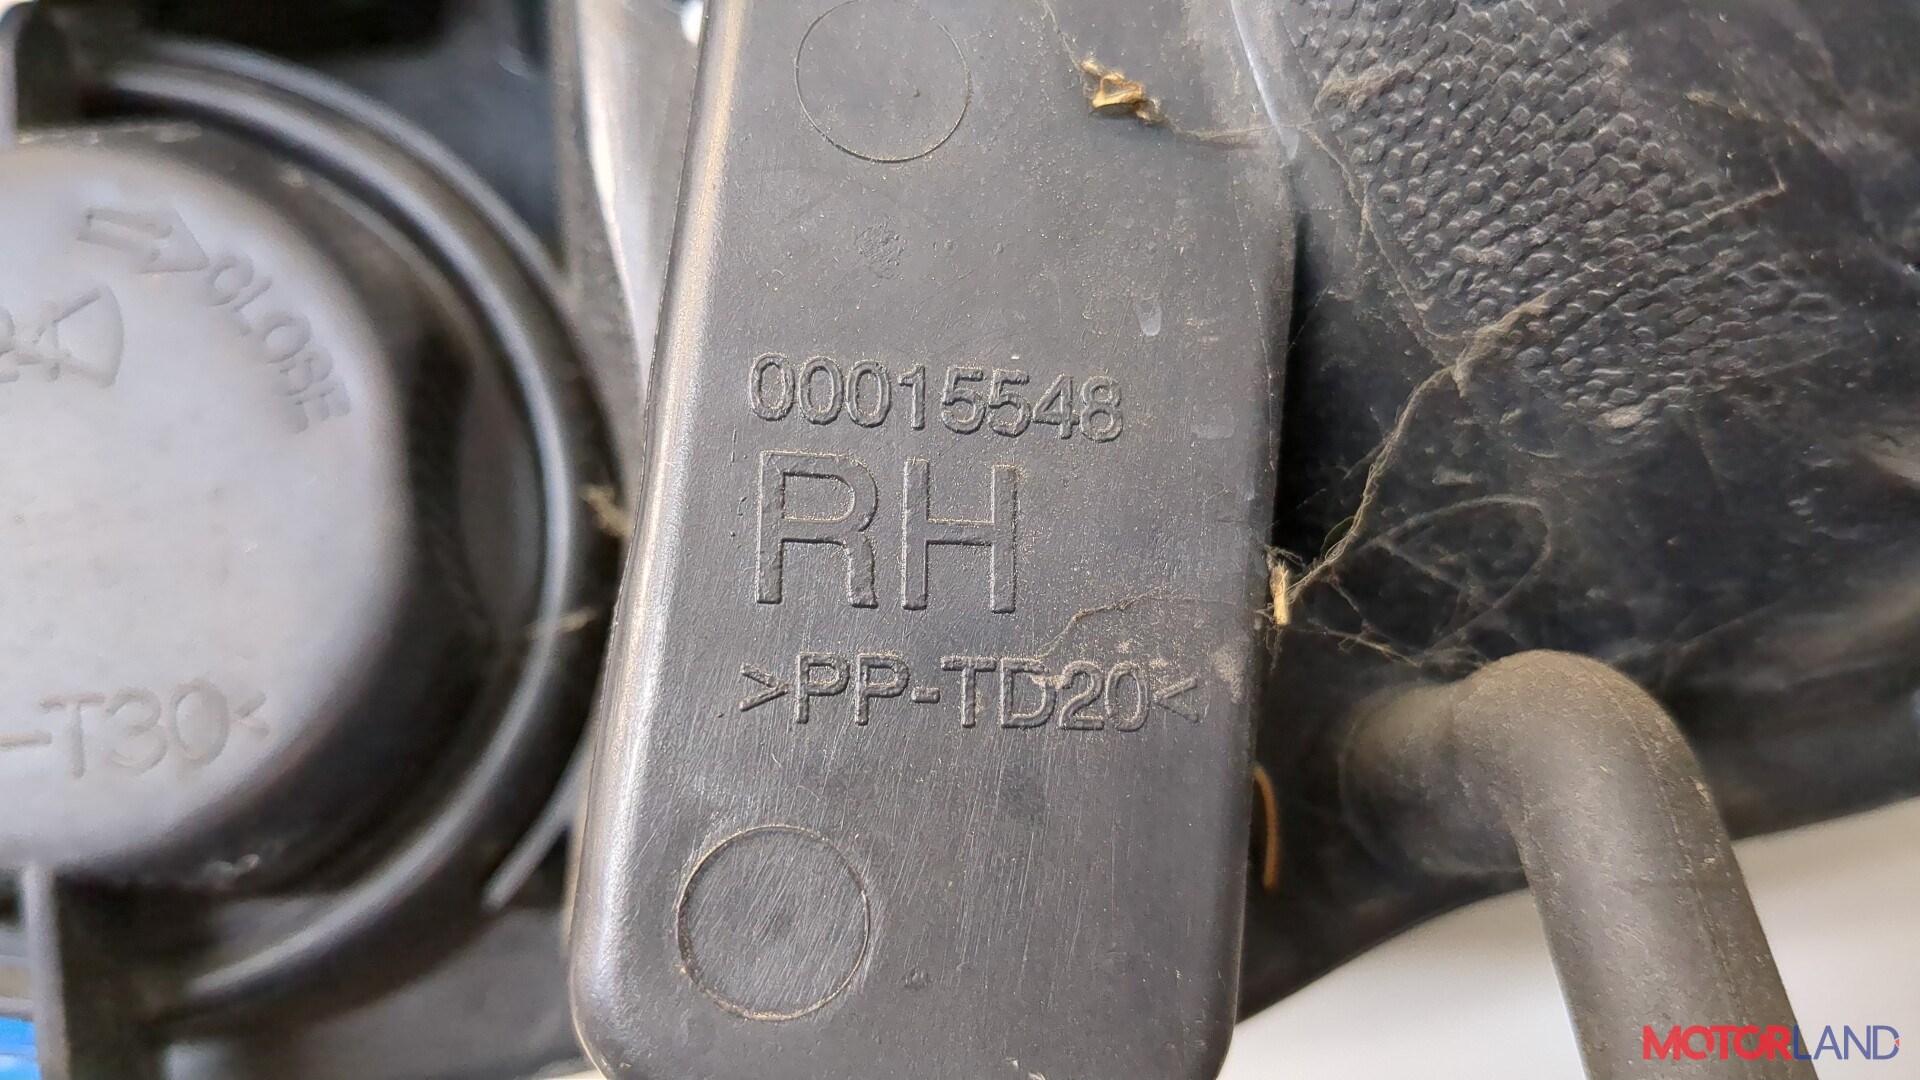 CLOSE
00015548
RH
>PP-TD20<
-T30<
MOTORLAND